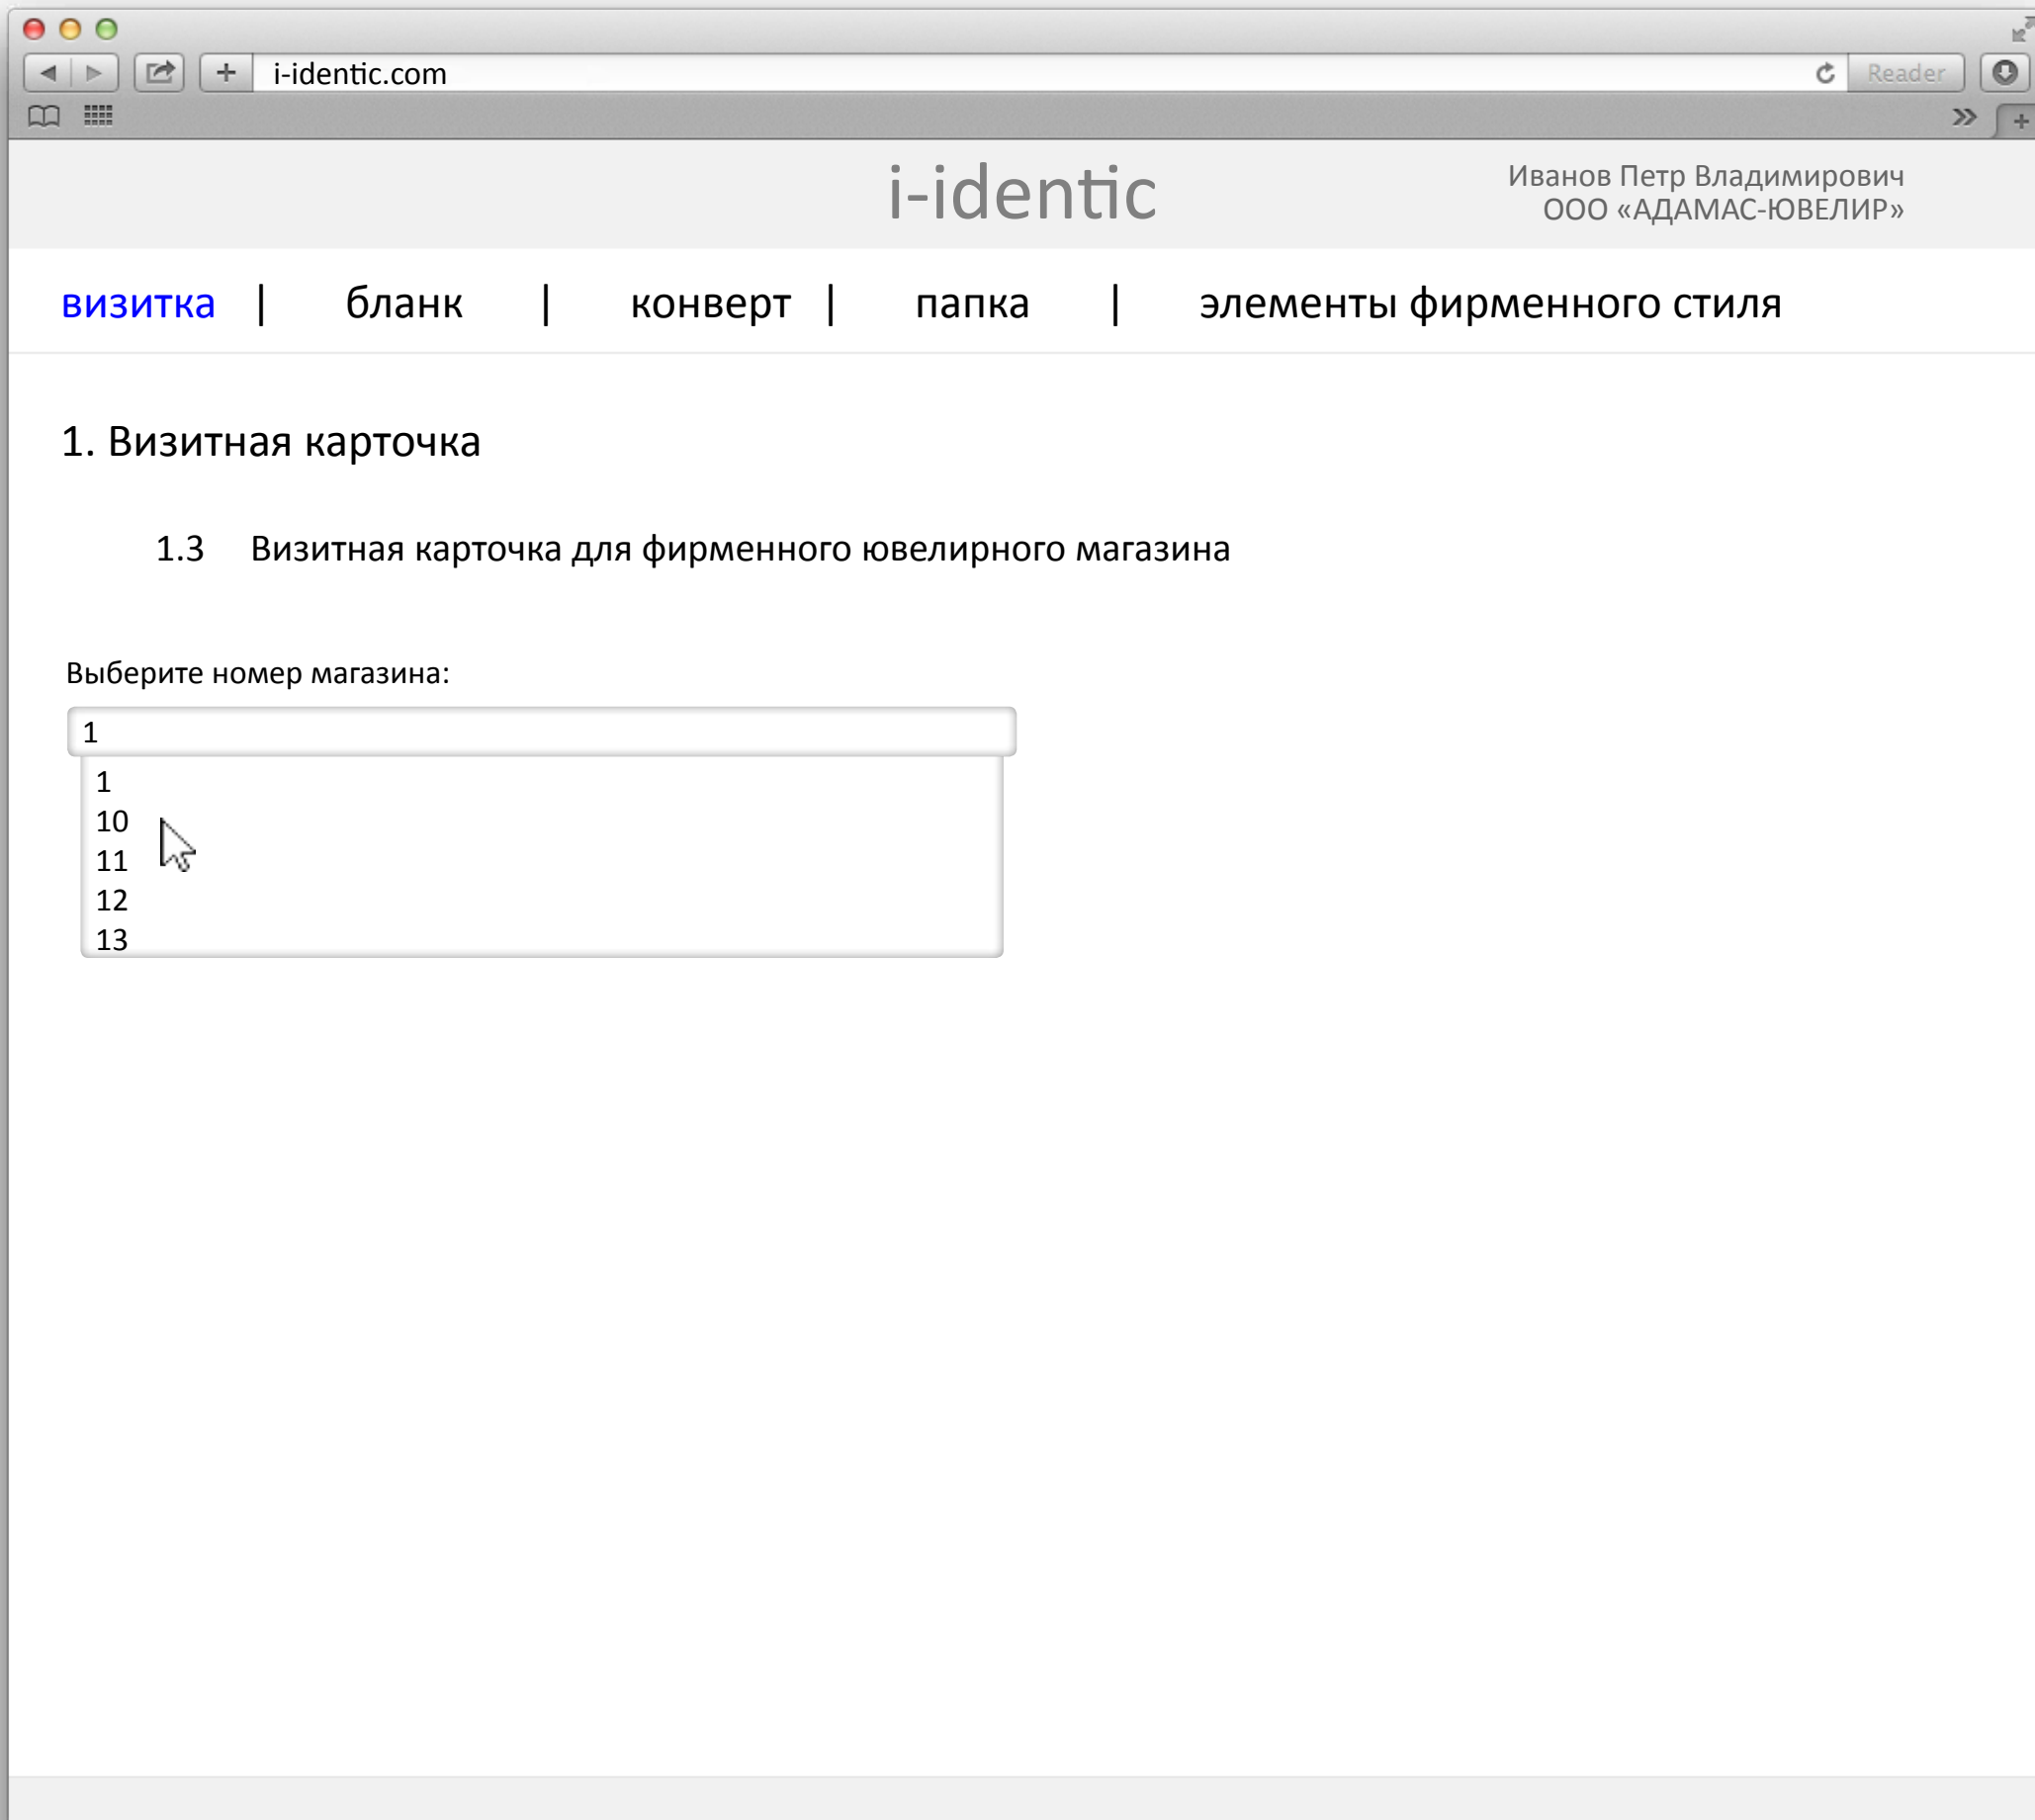 i-identic.com
Reader
i-identic
Иванов Петр Владимирович
ООО «АДАМАС-ЮВЕЛИР»
визитка | бланк | конверт | папка | элементы фирменного стиля
1. Визитная карточка
1.3 Визитная карточка для фирменного ювелирного магазина
Выберите номер магазина:
1
1
10
11
12
13